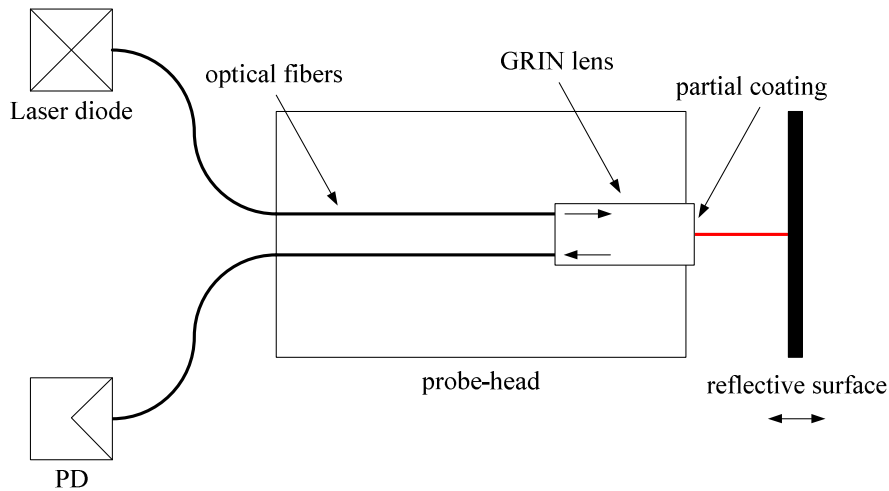 Laser diode
optical fibers
GRIN lens
partial coating
probe-head
reflective surface
PD